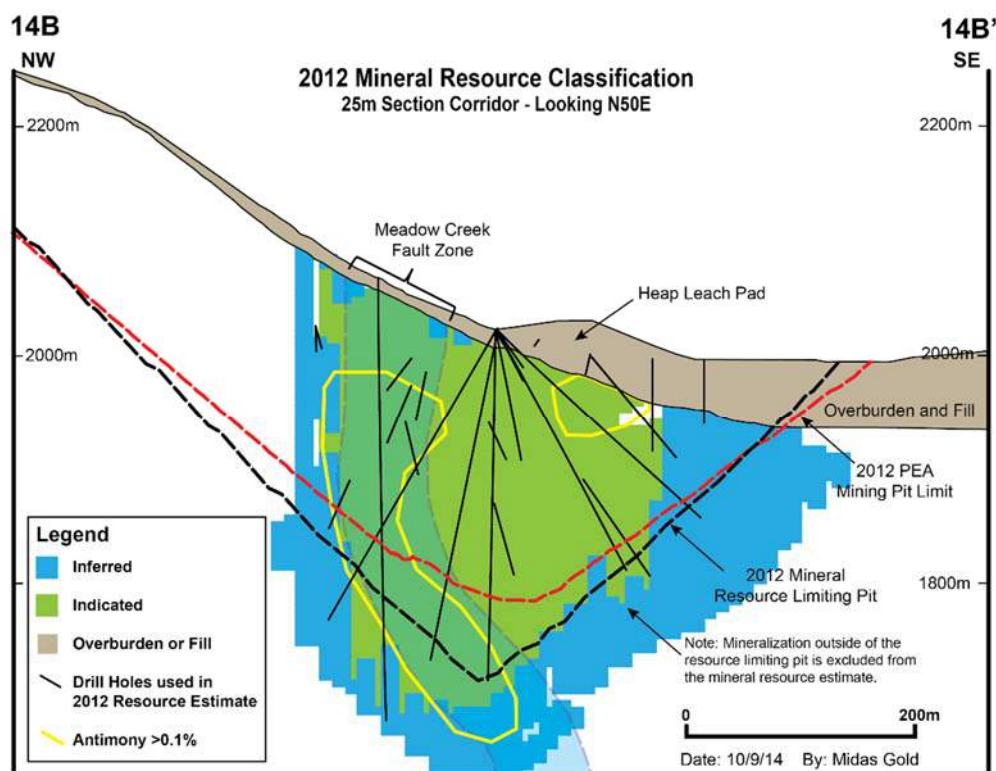 14B
NW
14B'
SE
2012 Mineral Resource Classification
25m Section Corridor - Looking N50E
2200m
2200m
Meadow Creek
Fault Zone
Heap Leach Pad
2000m
2000m
Overburden and Fill
2012 PEA
Mining Pit Limit
Legend
Inferred
Indicated
Overburden or Fill
Drill Holes used in
2012 Resource Estimate
Antimony >0.1%
2012 Mineral
Resource Limiting Pit
1800m
Note: Mineralization outside of the
resource limiting pit is excluded from
the mineral resource estimate.
0
200m
Date: 10/9/14 By: Midas Gold